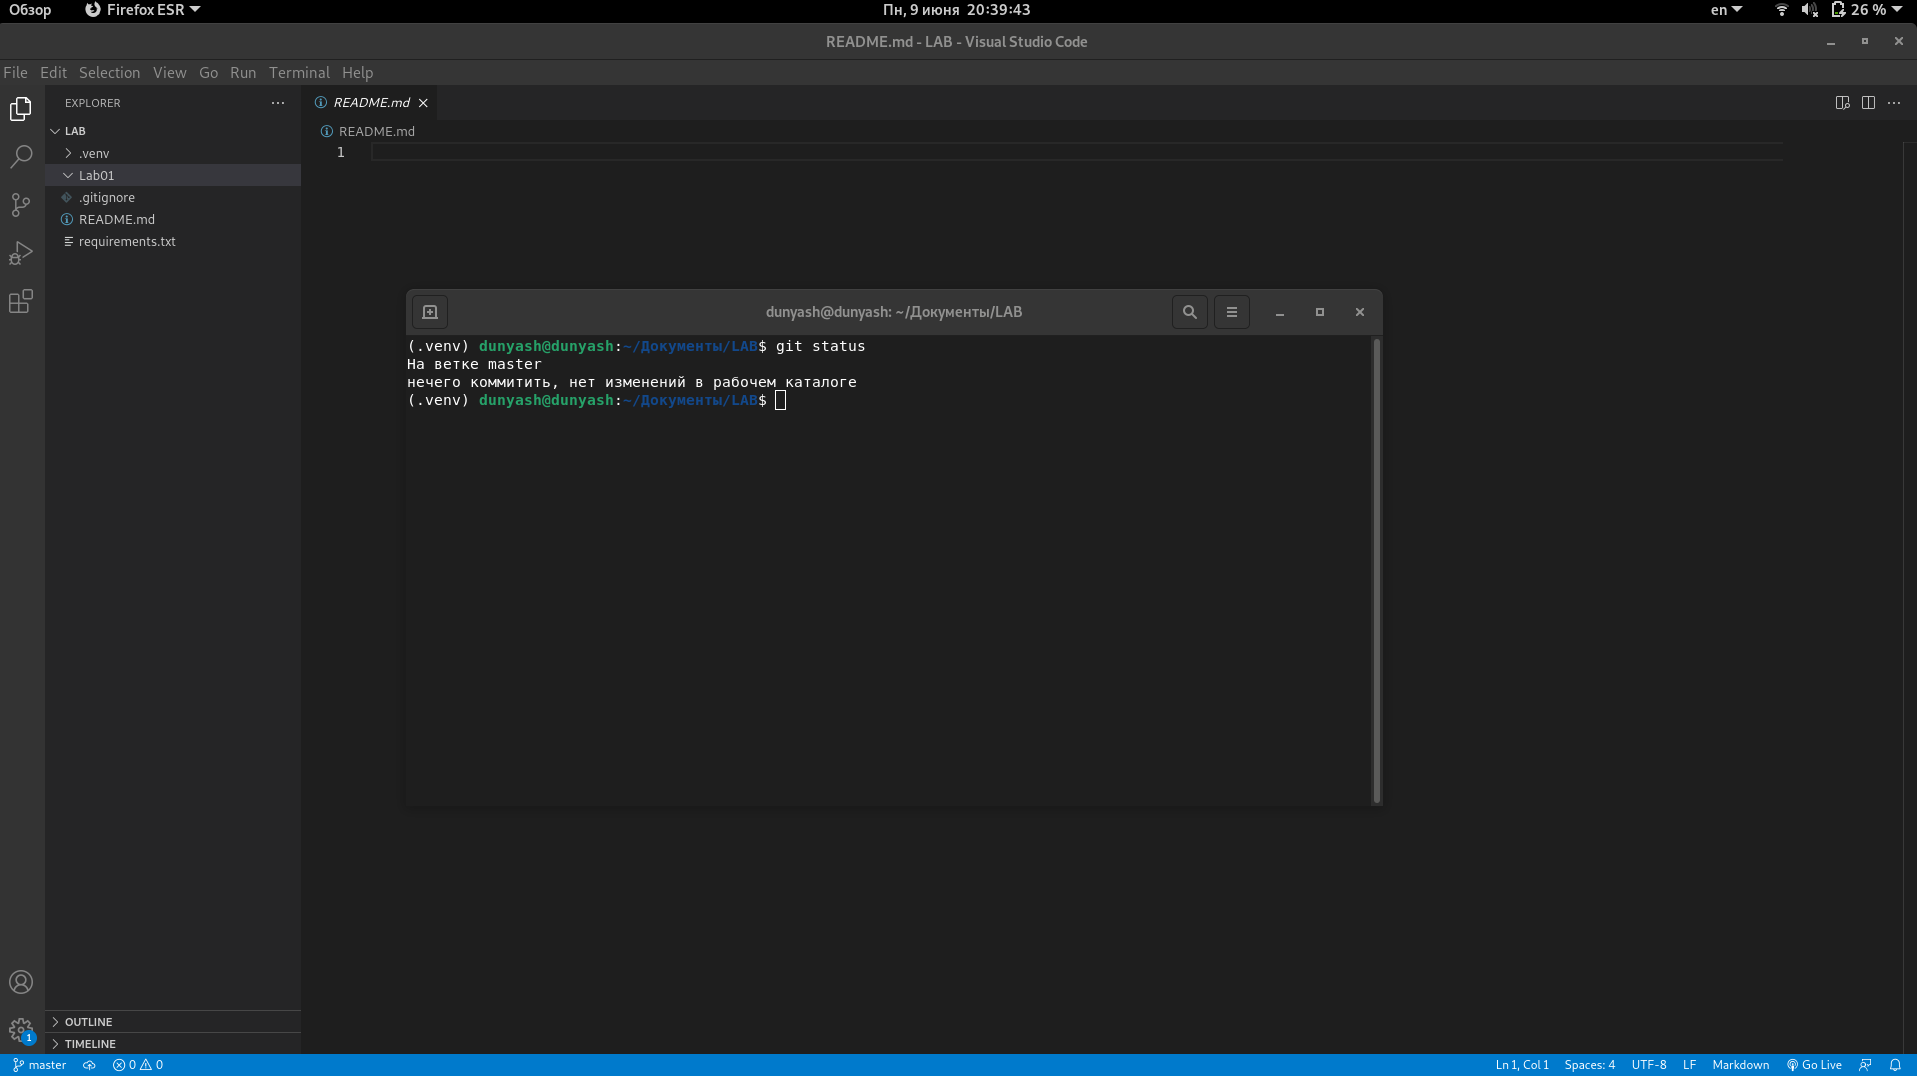 Обзор
Firefox ESR
Пн, 9 июня 20:39:43
en
26 %
README.md - LAB - Visual Studio Code
File Edit Selection View Go Run Terminal Help
EXPLORER
README.md
LAB
README.md
.venv
1
Lab01
.gitignore
README.md
requirements.txt
dunyash@dunyash: ~/Документы/LAB
(.venv) dunyash@dunyash:~/Документы/LAB$ git status
На ветке master
нечего коммитить, нет изменений в рабочем каталоге
(.venv) dunyash@dunyash:~/Документы/LAB$
OUTLINE
1
TIMELINE
master
0 0
Ln 1, Col 1 Spaces: 4 UTF-8 LF Markdown Go Live